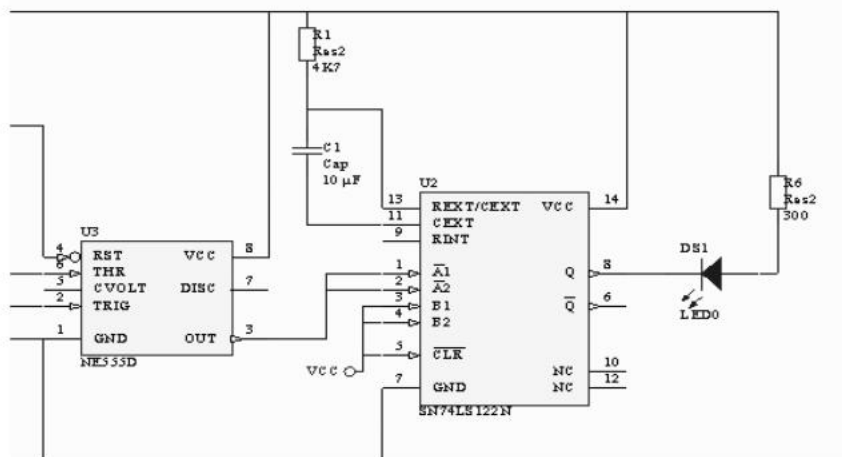 R1
Res2
4K7
C1
Cap
10 µF
U2
13 REXT/CEXT VCC 14
11 CEXT
9 RINT
1 A1 Q 8
2 A2
3 B1 Q 6
4 B2
5 CLR
NC 10
7 GND NC 12
SN74LS122N
VCC
U3
4 RST VCC 8
6 THR
5 CVOLT DISC 7
2 TRIG
1 GND OUT 3
NE555D
R6
Res2
300
DS1
LED0